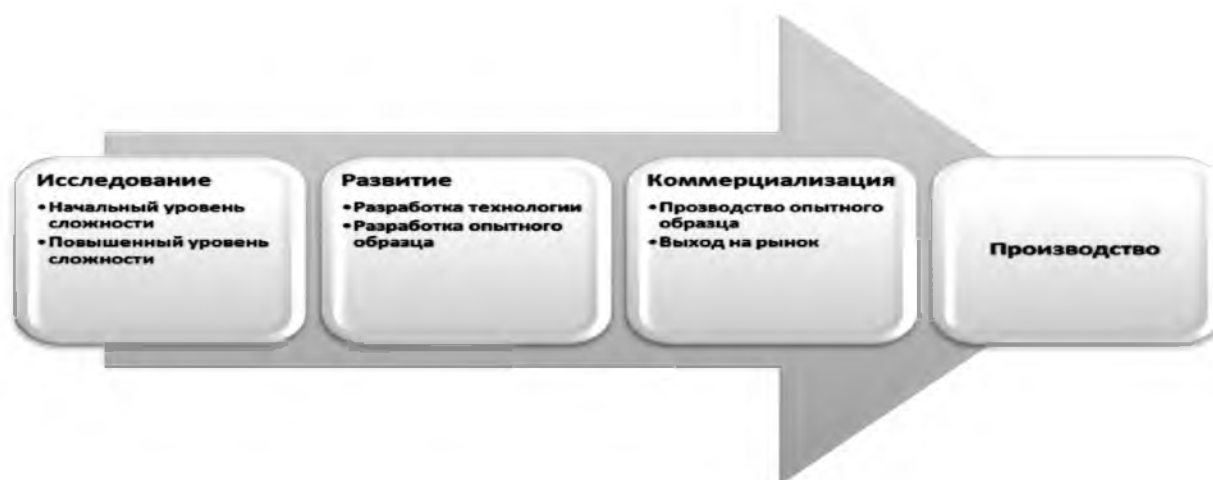 Исследование
•Начальный уровень
сложности
•Повышенный уровень
сложности
Развитие
•Разработка технологии
•Разработка опытного
образца
Коммерциализация
•Прозводство опытного
образца
•Выход на рынок
Производство